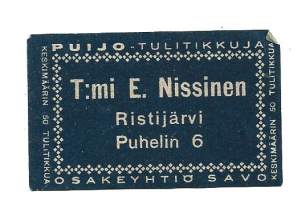 PUIJO-TULITIKKUJA
KESKIMÄÄRIN 50 TULITIKKUA
T:mi E. Nissinen
Ristijärvi
Puhelin 6
KESKIMÄÄRIN 50 TULITIKKUA
OSAKEYHTIÖ SAVO